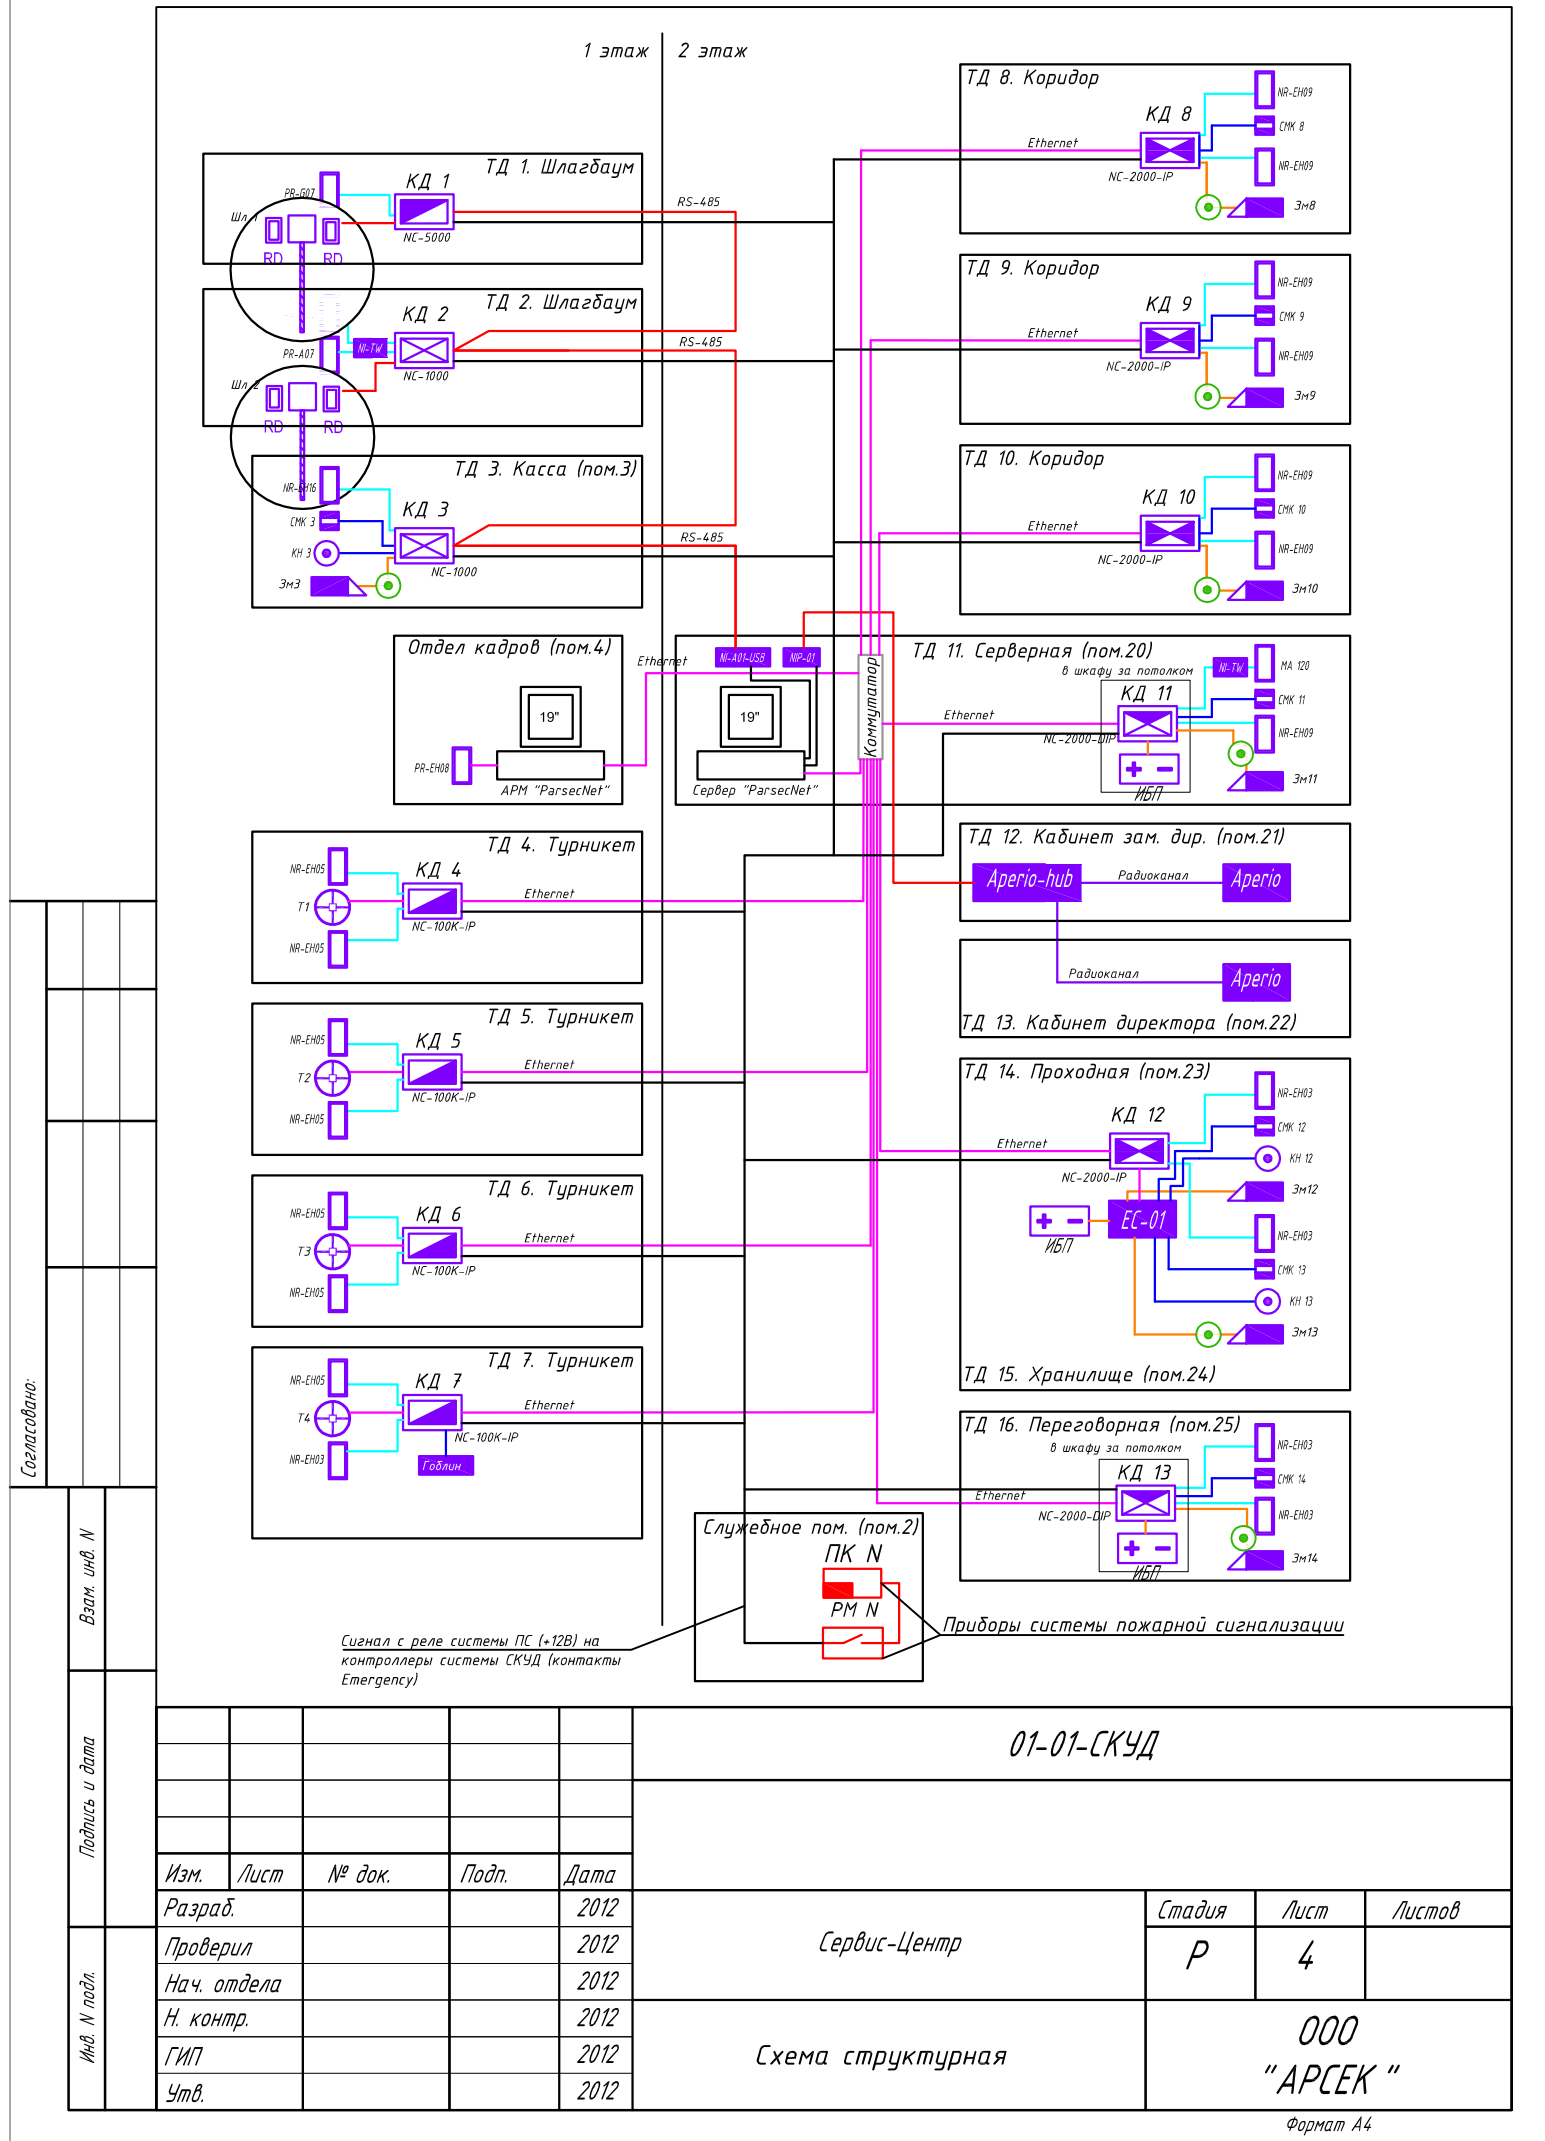 1 этаж
2 этаж
ТД 1. Шлагбаум
PR-G07
КД 1
Шл. 1
RD
RD
NC-5000
RS-485
ТД 2. Шлагбаум
КД 2
PR-A07
NI-TW
NC-1000
RS-485
Шл. 2
RD
RD
ТД 3. Касса (пом.3)
NR-EH16
КД 3
СМК 3
КН 3
NC-1000
RS-485
Зм3
Отдел кадров (пом.4)
Ethernet
19"
PR-EH08
АРМ "ParsecNet"
ТД 4. Турникет
NR-EH05
КД 4
Т1
Ethernet
NC-100K-IP
NR-EH05
ТД 5. Турникет
NR-EH05
КД 5
Т2
Ethernet
NC-100K-IP
NR-EH05
ТД 6. Турникет
NR-EH05
КД 6
Т3
Ethernet
NC-100K-IP
NR-EH05
ТД 7. Турникет
NR-EH05
КД 7
Т4
Ethernet
NC-100K-IP
NR-EH03
Гоблин
ТД 8. Коридор
NR-EH09
КД 8
СМК 8
Ethernet
NR-EH09
NC-2000-IP
Зм8
ТД 9. Коридор
NR-EH09
КД 9
СМК 9
Ethernet
NR-EH09
NC-2000-IP
Зм9
ТД 10. Коридор
NR-EH09
КД 10
СМК 10
Ethernet
NR-EH09
NC-2000-IP
Зм10
NI-A01-USB
NIP-01
Коммутатор
19"
Сервер "ParsecNet"
ТД 11. Серверная (пом.20)
в шкафу за потолком
NI-TW
MA 120
КД 11
СМК 11
Ethernet
NC-2000-DIP
NR-EH09
ИБП
Зм11
ТД 12. Кабинет зам. дир. (пом.21)
Aperio-hub
Радиоканал
Aperio
Радиоканал
Aperio
ТД 13. Кабинет директора (пом.22)
ТД 14. Проходная (пом.23)
NR-EH03
КД 12
СМК 12
Ethernet
КН 12
NC-2000-IP
Зм12
EC-01
ИБП
NR-EH03
СМК 13
КН 13
Зм13
ТД 15. Хранилище (пом.24)
ТД 16. Переговорная (пом.25)
в шкафу за потолком
NR-EH03
КД 13
СМК 14
Ethernet
NC-2000-DIP
NR-EH03
ИБП
Зм14
Служебное пом. (пом.2)
ПК N
РМ N
Приборы системы пожарной сигнализации
Сигнал с реле системы ПС (+12В) на
контроллеры системы СКУД (контакты
Emergency)
Согласовано:
Взам. инв. N
Подпись и дата
Инв. N подл.
01-01-СКУД
Изм.
Лист
№ док.
Подп.
Дата
Разраб.
2012
Проверил
2012
Нач. отдела
2012
Н. контр.
2012
ГИП
2012
Утв.
2012
Сервис-Центр
Стадия
Лист
Листов
Р
4
Схема структурная
ООО
"АРСЕК "
Формат А4